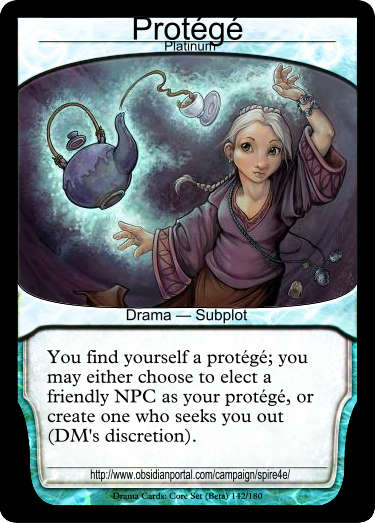 Protégé
Platinum
Drama — Subplot
You find yourself a protégé; you
may either choose to elect a
friendly NPC as your protégé, or
create one who seeks you out
(DM's discretion).
http://www.obsidianportal.com/campaign/spire4e/
Drama Cards: Core Set (Beta) 142/180